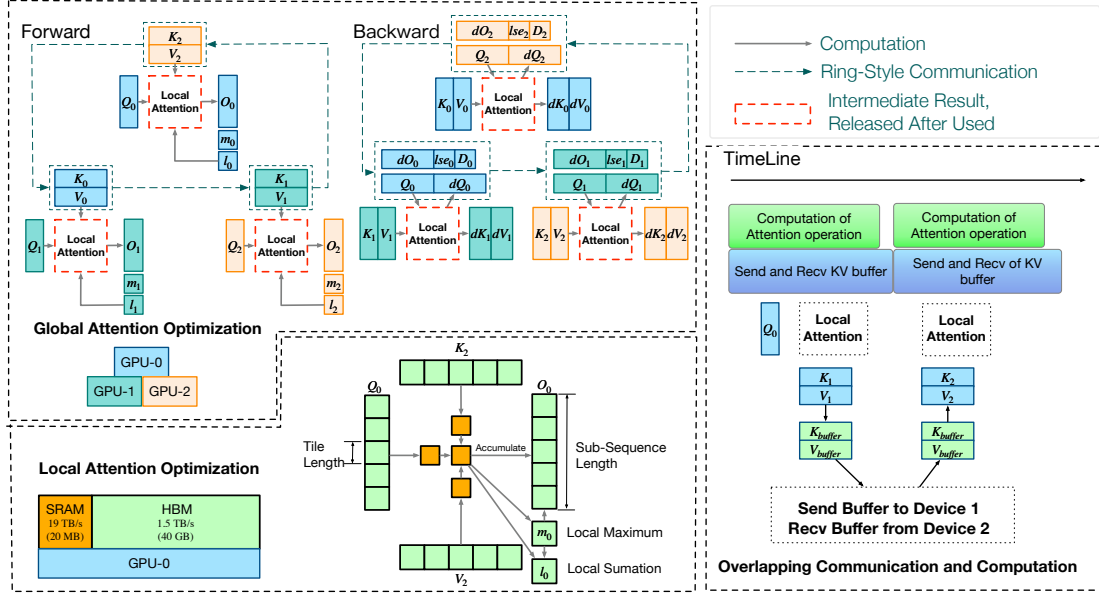 Forward
K2
V2
Q0
Local
Attention
O0
m0
l0
K0
V0
K1
V1
Q1
Local
Attention
O1
m1
l1
Q2
Local
Attention
O2
m2
l2
Global Attention Optimization
GPU-0
GPU-1
GPU-2
Backward
dO2 lse2 D2
Q2 dQ2
K0 V0
Local
Attention
dK0 dV0
dO0 lse0 D0
Q0 dQ0
dO1 lse1 D1
Q1 dQ1
K1 V1
Local
Attention
dK1 dV1
K2 V2
Local
Attention
dK2 dV2
Computation
Ring-Style Communication
Intermediate Result,
Released After Used
Local Attention Optimization
SRAM
19 TB/s
(20 MB)
HBM
1.5 TB/s
(40 GB)
GPU-0
K2
Q0
O0
Tile
Length
Accumulate
Sub-Sequence
Length
m0
Local Maximum
l0
Local Sumation
V2
TimeLine
Computation of
Attention operation
Computation of
Attention operation
Send and Recv KV buffer
Send and Recv of KV
buffer
Q0
Local
Attention
Local
Attention
K1
V1
K2
V2
Kbuffer
Vbuffer
Kbuffer
Vbuffer
Send Buffer to Device 1
Recv Buffer from Device 2
Overlapping Communication and Computation